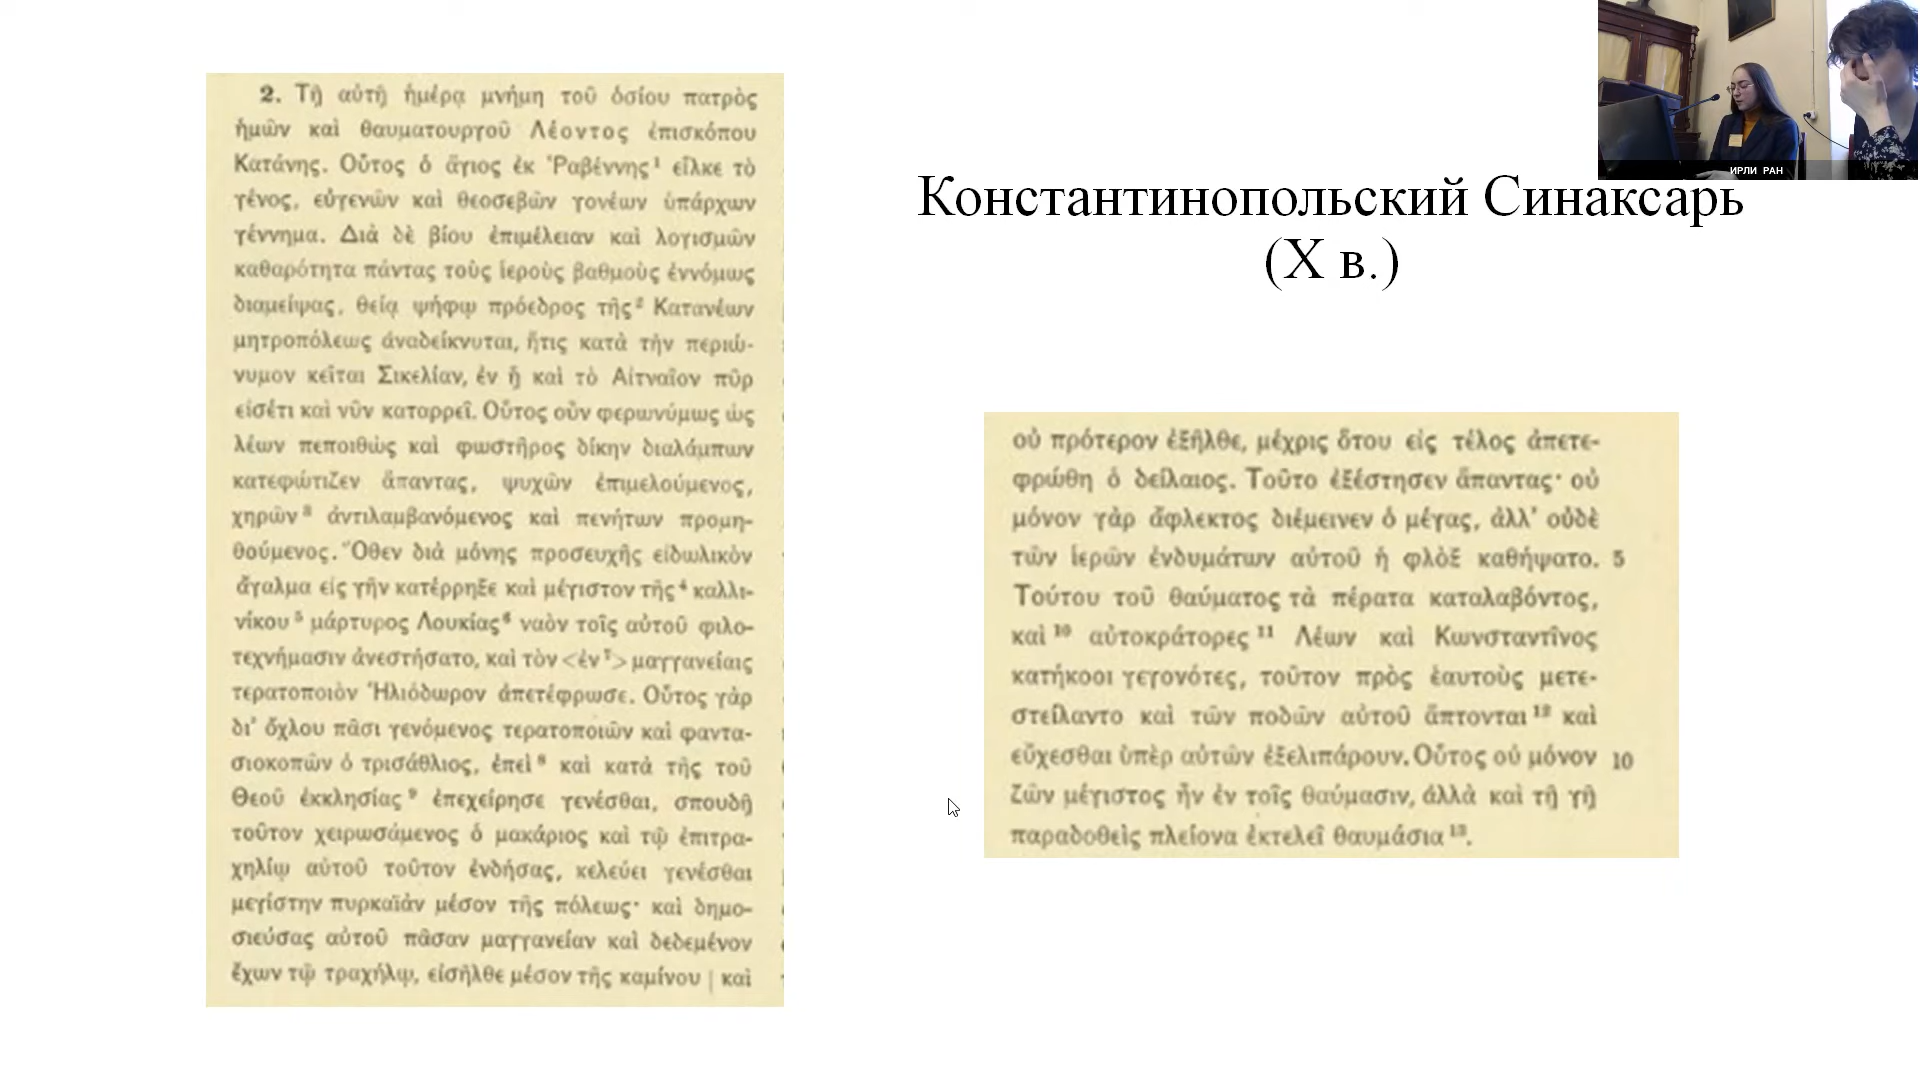 2. Τῇ αὐτῇ ἡμέρᾳ μνήμη τοῦ ὁσίου πατρὸς
ἡμῶν καὶ θαυματουργοῦ Λέοντος ἐπισκόπου
Κατάνης. Οὗτος ὁ ἅγιος ἐκ Ῥαβέννης¹ εἷλκε τὸ
γένος, εὐγενῶν καὶ θεοσεβῶν γονέων ὑπάρχων
γέννημα. Διὰ δὲ βίου ἐπιμέλειαν καὶ λογισμῶν
καθαρότητα πάντας τοὺς ἱεροὺς βαθμοὺς ἐννόμως
διαμείψας, θείᾳ ψήφῳ πρόεδρος τῆς² Κατανέων
μητροπόλεως ἀναδείκνυται, ἥτις κατὰ τὴν περιώ-
νυμον κεῖται Σικελίαν, ἐν ᾗ καὶ τὸ Αἰτναῖον πῦρ
εἰσέτι καὶ νῦν καταρρεῖ. Οὗτος οὖν φερωνύμως ὡς
λέων πεποιθὼς καὶ φωστῆρος δίκην διαλάμπων
κατεφώτιζεν ἅπαντας, ψυχῶν ἐπιμελούμενος,
χηρῶν³ ἀντιλαμβανόμενος καὶ πενήτων προμη-
θούμενος. Ὅθεν διὰ μόνης προσευχῆς εἰδωλικὸν
ἄγαλμα εἰς γῆν κατέρρηξε καὶ μέγιστον τῆς⁴ καλλι-
νίκου⁵ μάρτυρος Λουκίας⁶ ναὸν τοῖς αὐτοῦ φιλο-
τεχνήμασιν ἀνεστήσατο, καὶ τὸν <ἐν⁷> μαγγανείαις
τερατοποιὸν Ἡλιόδωρον ἀπετέφρωσε. Οὗτος γὰρ
δι' ὄχλου πᾶσι γενόμενος τερατοποιῶν καὶ φαντα-
σιοκοπῶν ὁ τρισάθλιος, ἐπεὶ⁸ καὶ κατὰ τῆς τοῦ
Θεοῦ ἐκκλησίας⁹ ἐπεχείρησε γενέσθαι, σπουδῇ
τοῦτον χειρωσάμενος ὁ μακάριος καὶ τῷ ἐπιτρα-
χηλίῳ αὐτοῦ τοῦτον ἐνδήσας, κελεύει γενέσθαι
μεγίστην πυρκαϊὰν μέσον τῆς πόλεως· καὶ δημο-
σιεύσας αὐτοῦ πᾶσαν μαγγανείαν καὶ δεδεμένον
ἔχων τῷ τραχήλῳ, εἰσῆλθε μέσον τῆς καμίνου | καὶ
ИРЛИ РАН
Константинопольский Синаксарь
(X в.)
οὐ πρότερον ἐξῆλθε, μέχρις ὅτου εἰς τέλος ἀπετε-
φρώθη ὁ δείλαιος. Τοῦτο ἐξέστησεν ἅπαντας· οὐ
μόνον γὰρ ἄφλεκτος διέμεινεν ὁ μέγας, ἀλλ' οὐδὲ
τῶν ἱερῶν ἐνδυμάτων αὐτοῦ ἡ φλὸξ καθήψατο. 5
Τούτου τοῦ θαύματος τὰ πέρατα καταλαβόντος,
καὶ¹⁰ αὐτοκράτορες¹¹ Λέων καὶ Κωνσταντῖνος
κατήκοοι γεγονότες, τοῦτον πρὸς ἑαυτοὺς μετε-
στείλαντο καὶ τῶν ποδῶν αὐτοῦ ἅπτονται¹² καὶ
εὔχεσθαι ὑπὲρ αὐτῶν ἐξελιπάρουν. Οὗτος οὐ μόνον 10
ζῶν μέγιστος ἦν ἐν τοῖς θαύμασιν, ἀλλὰ καὶ τῇ γῇ
παραδοθεὶς πλείονα ἐκτελεῖ θαυμάσια¹³.